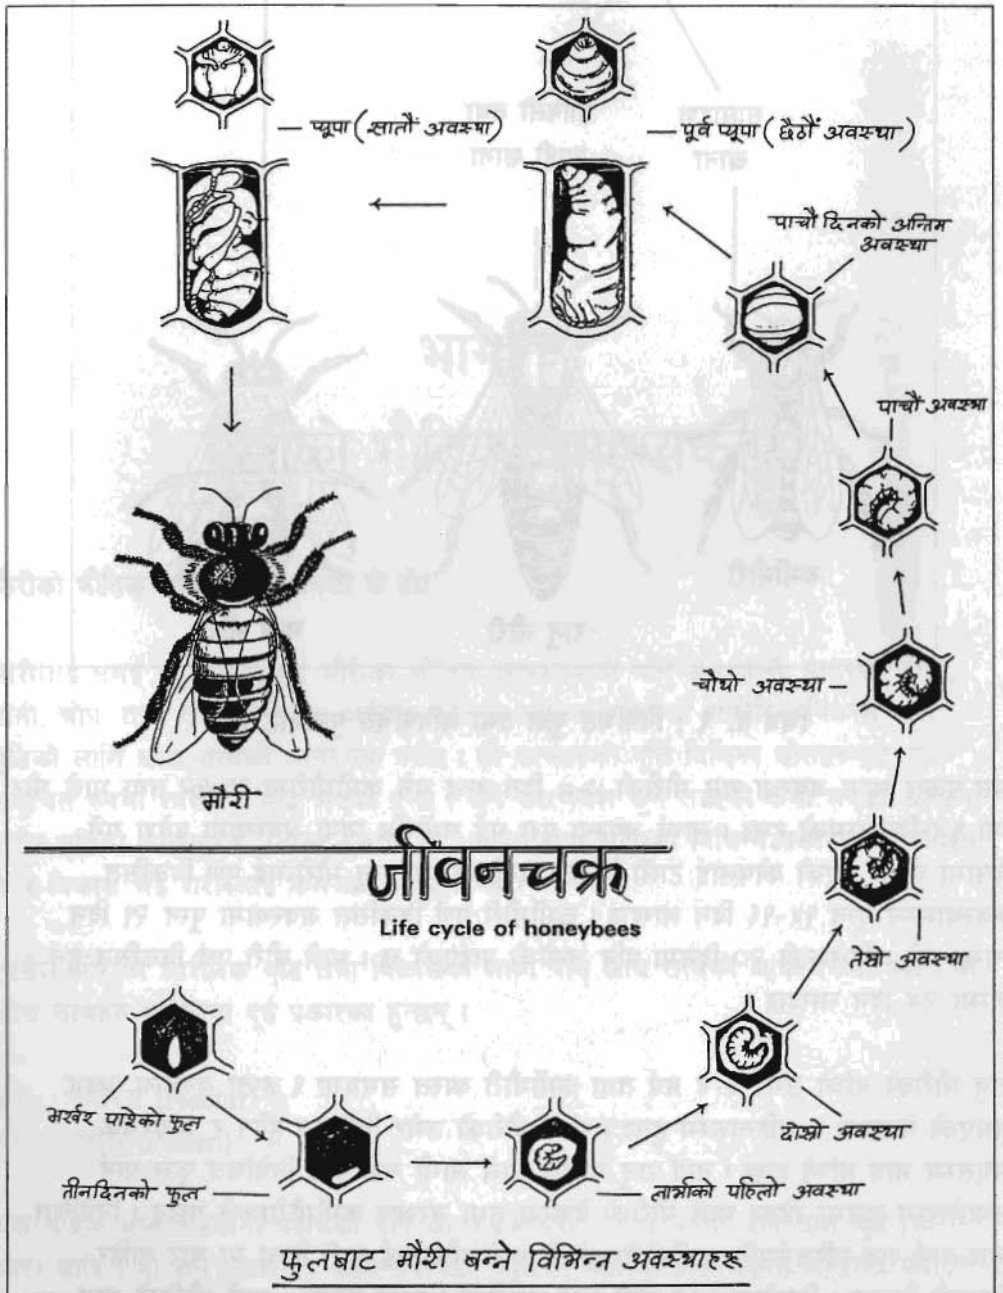 प्यूपा (सातौं अवस्था)
पूर्व प्यूपा (छैठौं अवस्था)
पाचौं दिनको अन्तिम
अवस्था
पाचौं अवस्था
चौथो अवस्था
मौरी
जीवनचक्र
Life cycle of honeybees
तेस्रो अवस्था
भर्खर पारेको फुल
दोस्रो अवस्था
तीनदिनको फुल
लार्भाको पहिलो अवस्था
फुलबाट मौरी बन्ने विभिन्न अवस्थाहरू